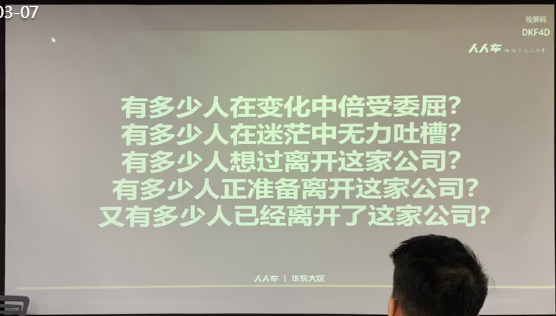 03-07
投屏码
DKF4D
人人车
有多少人在变化中倍受委屈?
有多少人在迷茫中无力吐槽?
有多少人想过离开这家公司?
有多少人正准备离开这家公司?
又有多少人已经离开了这家公司?
人人车 | 华东大区